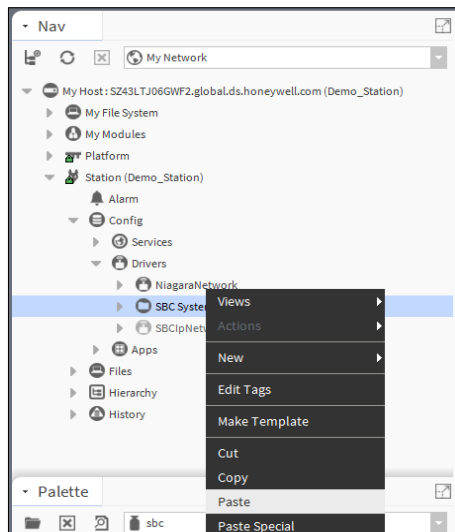 Nav
My Network
My Host : SZ43LTJ06GWF2.global.ds.honeywell.com (Demo_Station)
My File System
My Modules
Platform
Station (Demo_Station)
Alarm
Config
Services
Drivers
NiagaraNetwork
SBC System
Views
SBCIpNetw
Actions
Apps
New
Files
Hierarchy
Edit Tags
History
Make Template
Cut
Copy
Palette
Paste
sbc
Paste Special